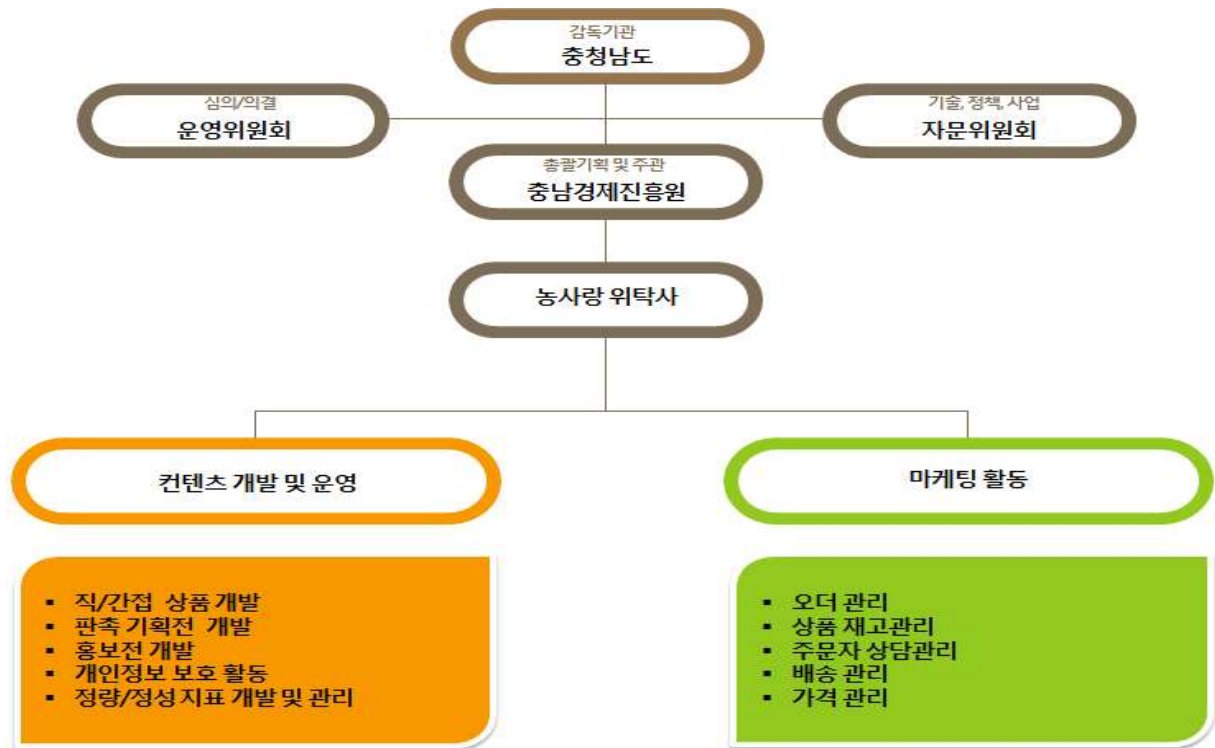 감독기관
충청남도
심의/의결
운영위원회
기술, 정책, 사업
자문위원회
총괄기획 및 주관
충남경제진흥원
농사랑 위탁사
컨텐츠 개발 및 운영
마케팅 활동
▪ 직/간접 상품 개발
▪ 판촉 기획전 개발
▪ 홍보전 개발
▪ 개인정보 보호 활동
▪ 정량/정성 지표 개발 및 관리
▪ 오더 관리
▪ 상품 재고관리
▪ 주문자 상담관리
▪ 배송 관리
▪ 가격 관리